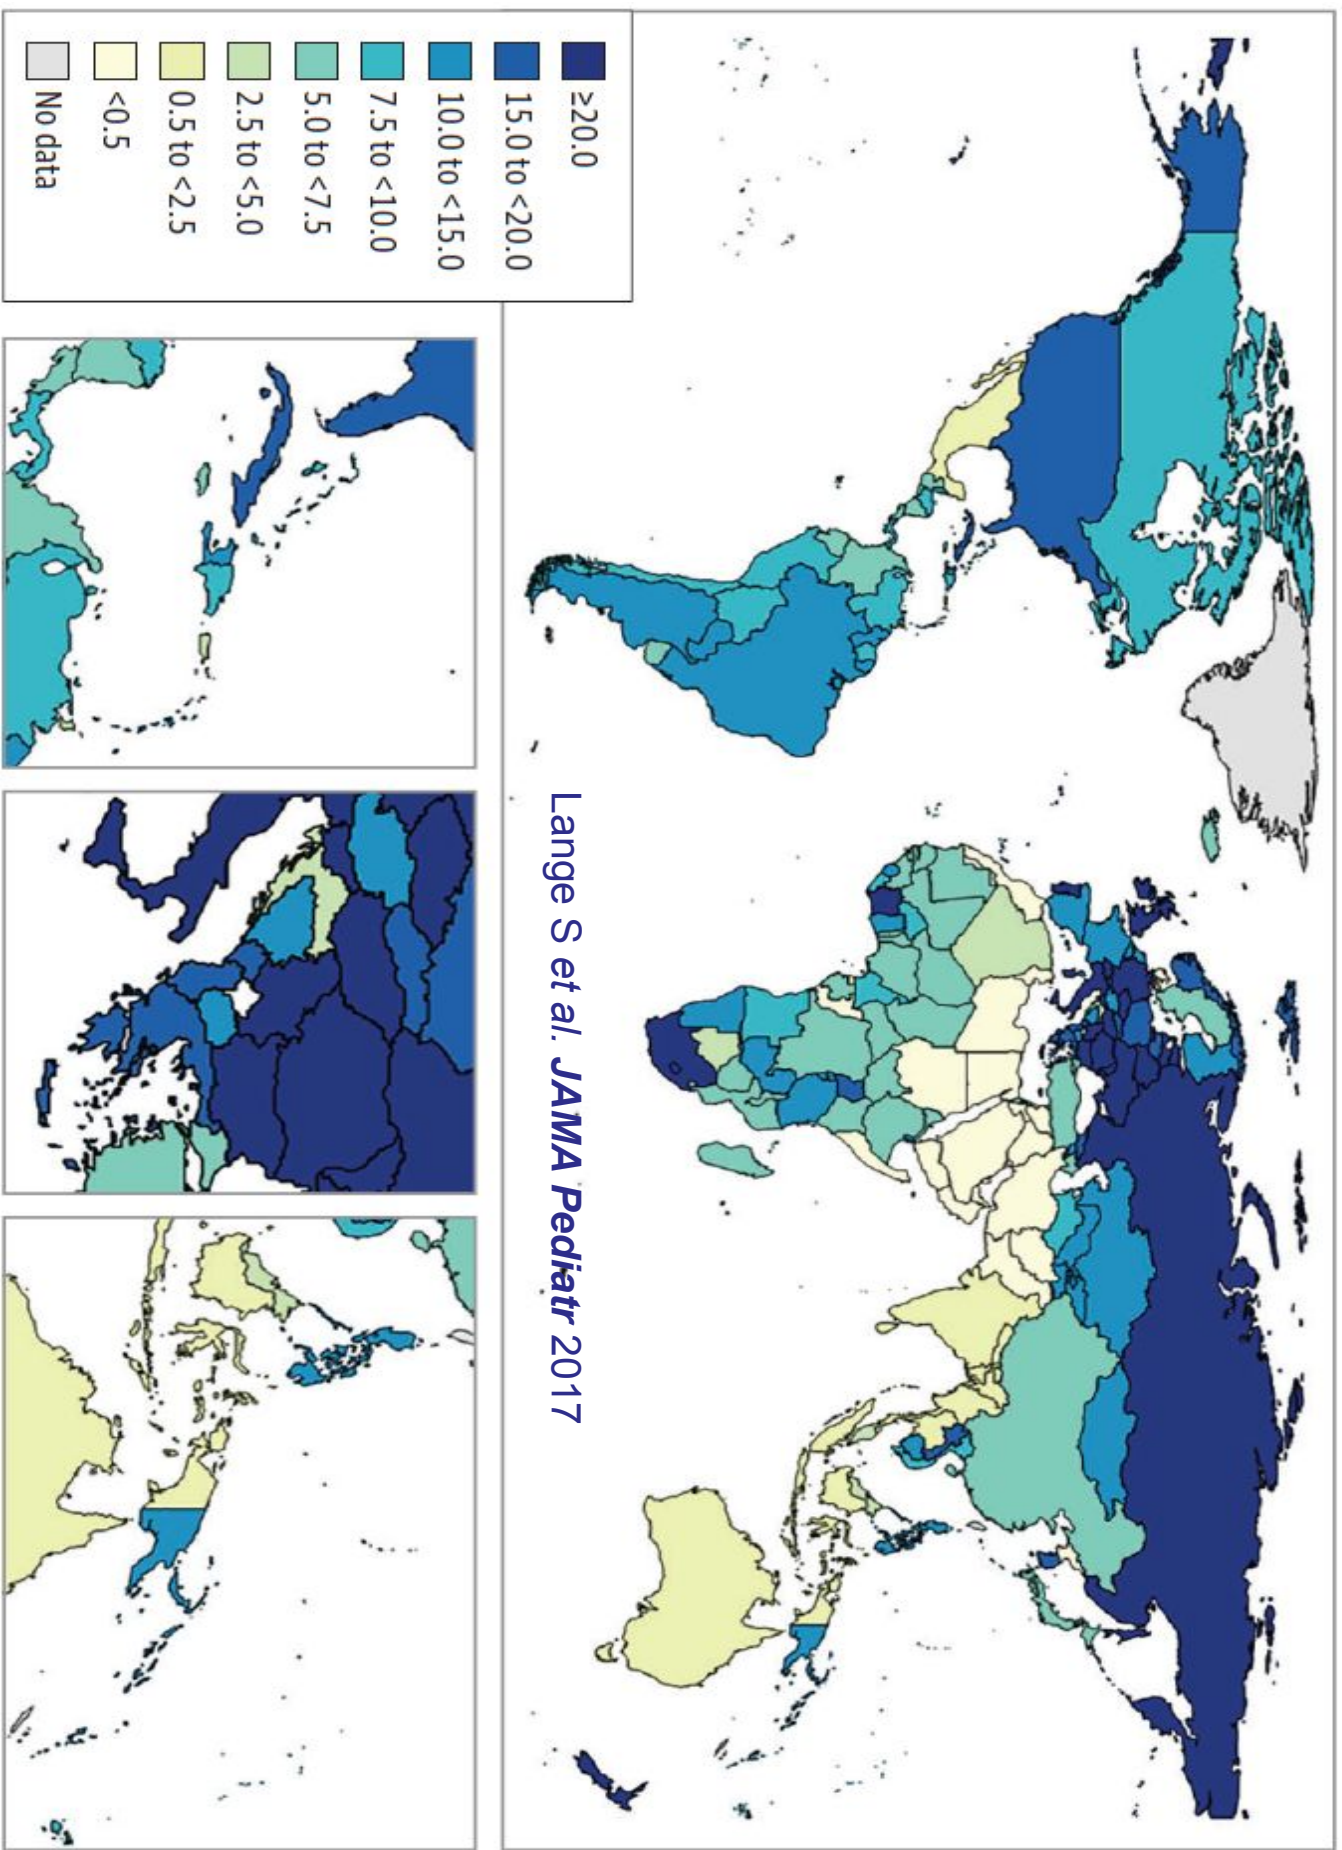 ≥20.0
15.0 to <20.0
10.0 to <15.0
7.5 to <10.0
5.0 to <7.5
2.5 to <5.0
0.5 to <2.5
<0.5
No data
Lange S et al. JAMA Pediatr 2017